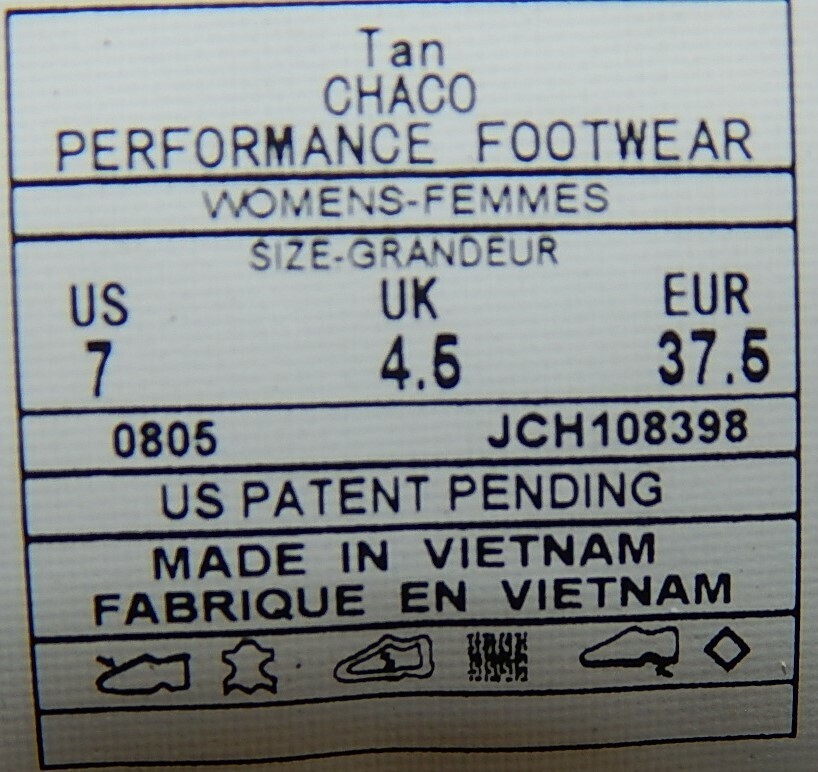 Tan
CHACO
PERFORMANCE FOOTWEAR
WOMENS-FEMMES
SIZE-GRANDEUR
US UK EUR
7 4.5 37.5
0805 JCH108398
US PATENT PENDING
MADE IN VIETNAM
FABRIQUE EN VIETNAM